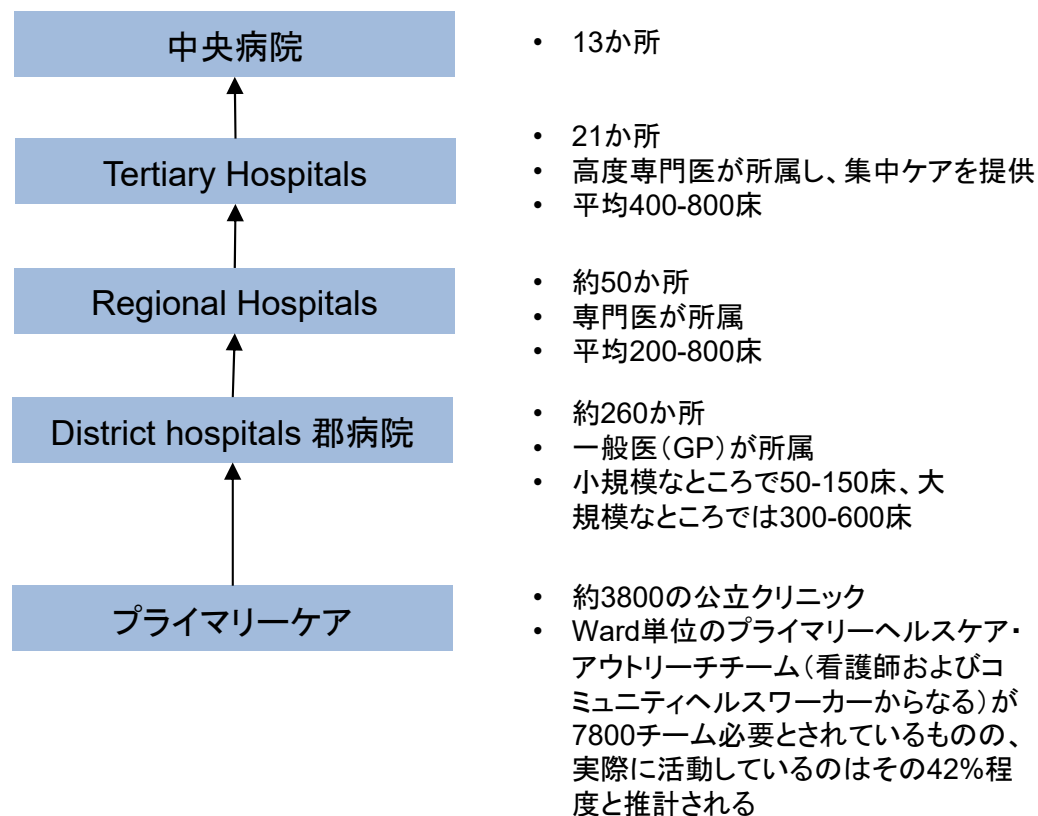 中央病院
• 13か所
Tertiary Hospitals
• 21か所
• 高度専門医が所属し、集中ケアを提供
• 平均400-800床
Regional Hospitals
• 約50か所
• 専門医が所属
• 平均200-800床
District hospitals 郡病院
• 約260か所
• 一般医（GP）が所属
• 小規模なところで50-150床、大
規模なところでは300-600床
プライマリーケア
• 約3800の公立クリニック
• Ward単位のプライマリーヘルスケア・
アウトリーチチーム（看護師およびコ
ミュニティヘルスワーカーからなる）が
7800チーム必要とされているものの、
実際に活動しているのはその42%程
度と推計される